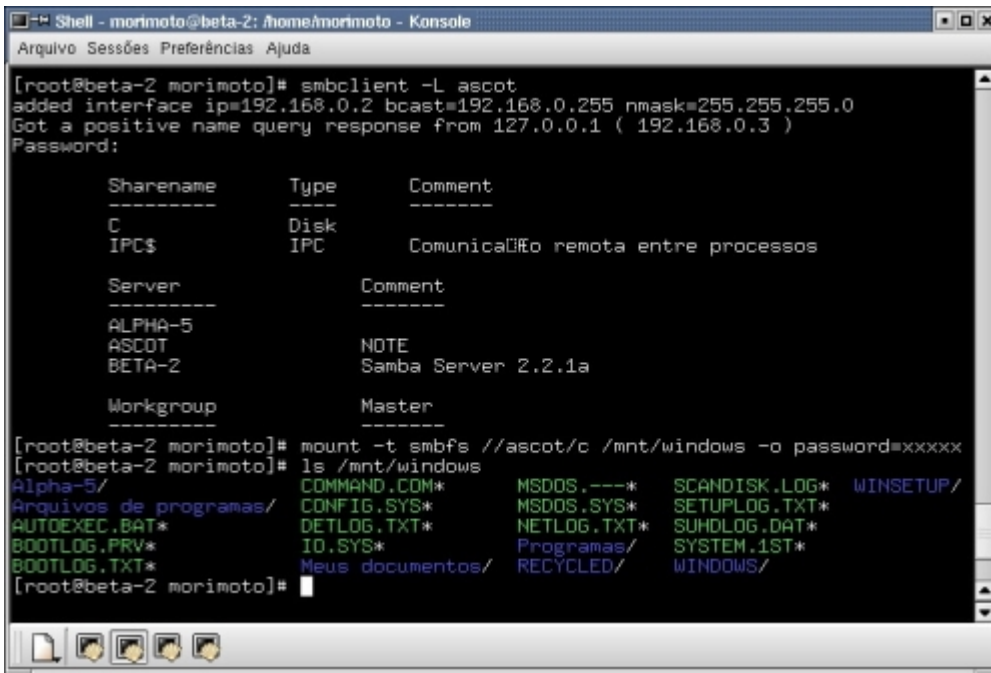 Shell - morimoto@beta-2: /home/morimoto - Konsole
Arquivo Sessões Preferências Ajuda
[root@beta-2 morimoto]# smbclient -L ascot
added interface ip=192.168.0.2 bcast=192.168.0.255 nmask=255.255.255.0
Got a positive name query response from 127.0.0.1 ( 192.168.0.3 )
Password:
Sharename Type Comment
--------- ---- -------
C Disk
IPC$ IPC remota entre processos
Server Comment
--------- -------
ALPHA-5
ASCOT NOTE
BETA-2 Samba Server 2.2.1a
Workgroup Master
--------- -------
[root@beta-2 morimoto]# mount -t smbfs //ascot/c /mnt/windows -o password=xxxxx
[root@beta-2 morimoto]# ls /mnt/windows
Alpha-5/ COMMAND.COM* MSDOS.---* SCANDISK.LOG* WINSETUP/
Arquivos de programas/ CONFIG.SYS* MSDOS.SYS* SETUPLOG.TXT*
AUTOEXEC.BAT* DETLOG.TXT* NETLOG.TXT* SUHDLOG.DAT*
BOOTLOG.PRV* IO.SYS* Programas/ SYSTEM.1ST*
BOOTLOG.TXT* Meus documentos/ RECYCLED/ WINDOWS/
[root@beta-2 morimoto]#